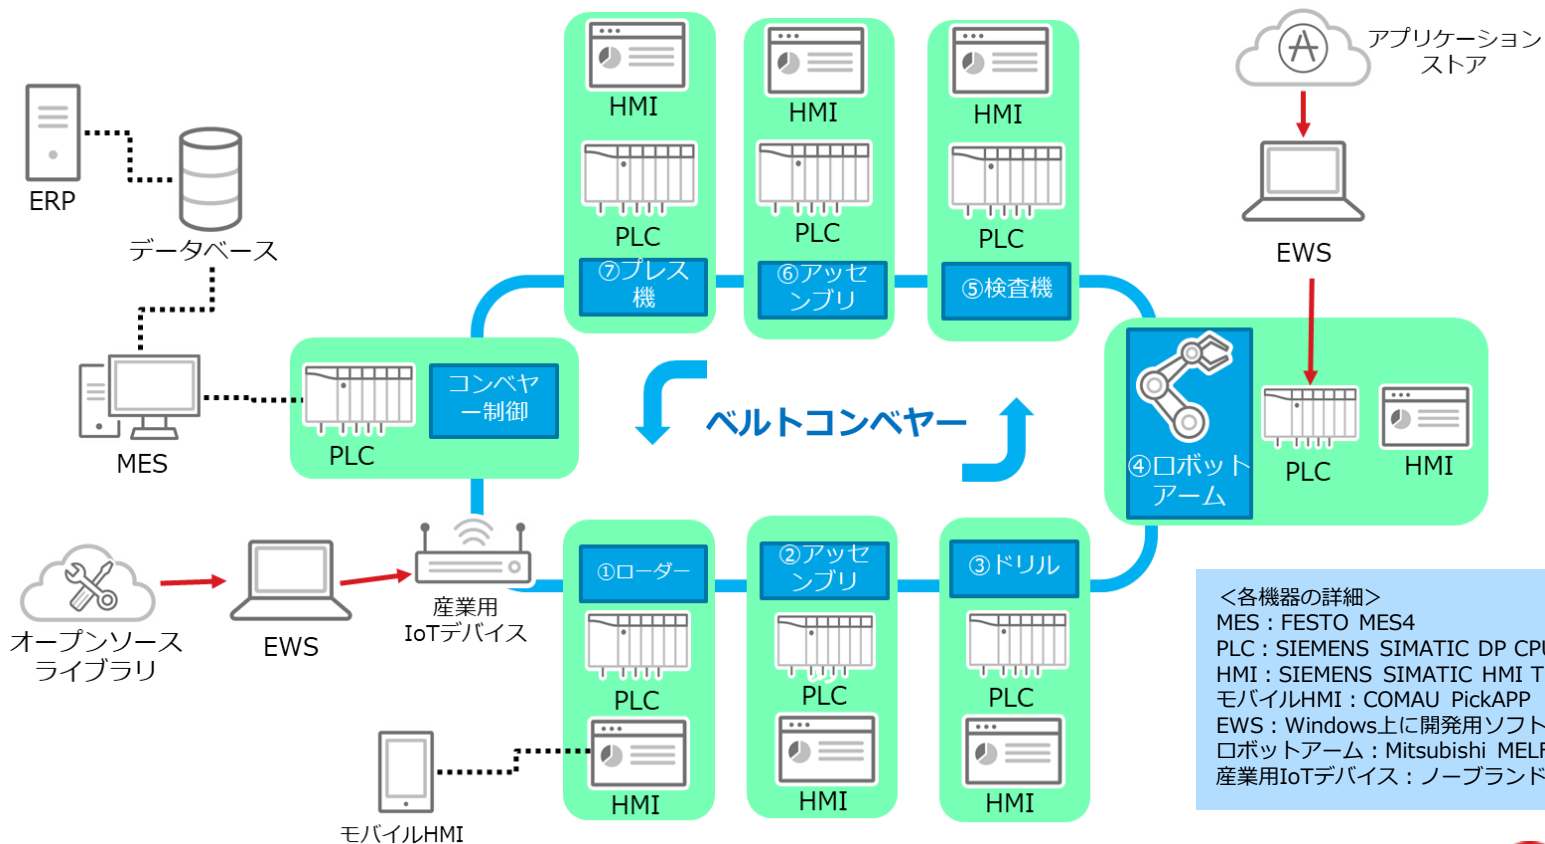 HMI
HMI
HMI
アプリケーション
ストア
ERP
PLC
PLC
PLC
データベース
EWS
⑦プレス
機
⑥アッセ
ンブリ
⑤検査機
コンベヤ
ー制御
ベルトコンベヤー
MES
PLC
④ロボット
アーム
PLC
HMI
オープンソース
ライブラリ
EWS
産業用
IoTデバイス
①ローダー
②アッセ
ンブリ
③ドリル
PLC
PLC
PLC
HMI
HMI
HMI
モバイルHMI
<各機器の詳細>
MES：FESTO MES4
PLC：SIEMENS SIMATIC DP CPU
HMI：SIEMENS SIMATIC HMI T
モバイルHMI：COMAU PickAPP
EWS：Windows上に開発用ソフト
ロボットアーム：Mitsubishi MELF
産業用IoTデバイス：ノーブランド